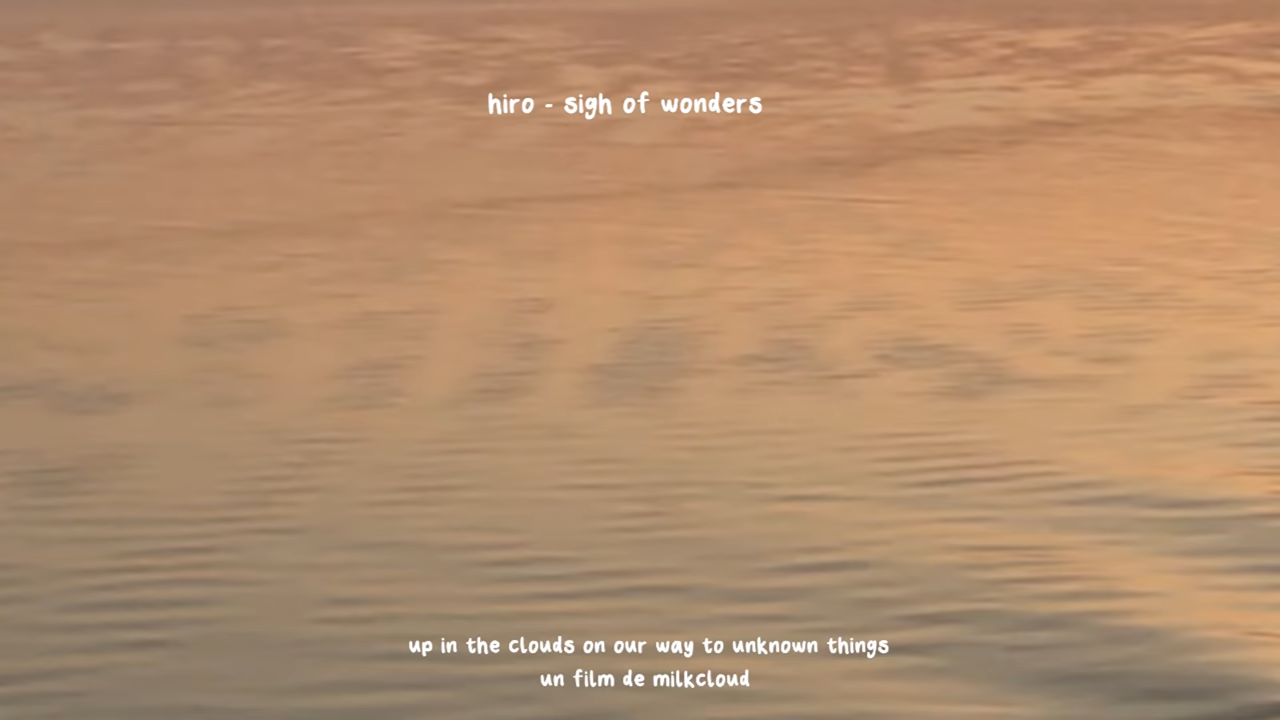 hiro - sigh of wonders
up in the clouds on our way to unknown things
un film de milkcloud